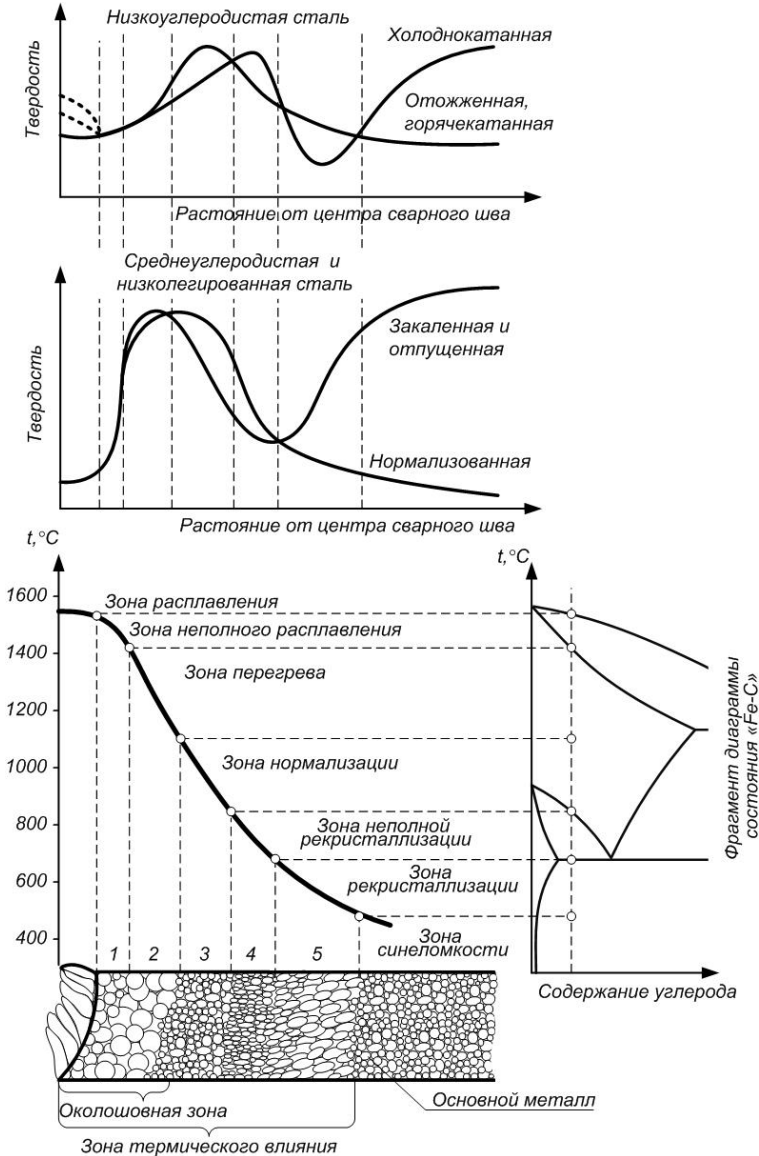 Низкоуглеродистая сталь
Твердость
Холоднокатанная
Отожженная,
горячекатанная
Растояние от центра сварного шва
Среднеуглеродистая и
низколегированная сталь
Твердость
Закаленная и
отпущенная
Нормализованная
Растояние от центра сварного шва
t,°C
t,°C
1600
1400
1200
1000
800
600
400
Зона расплавления
Зона неполного расплавления
Зона перегрева
Зона нормализации
Зона неполной
рекристаллизации
Зона
рекристаллизации
Зона
синеломкости
Фрагмент диаграммы
состояния «Fe-C»
1 2 3 4 5
Содержание углерода
Основной металл
Околошовная зона
Зона термического влияния